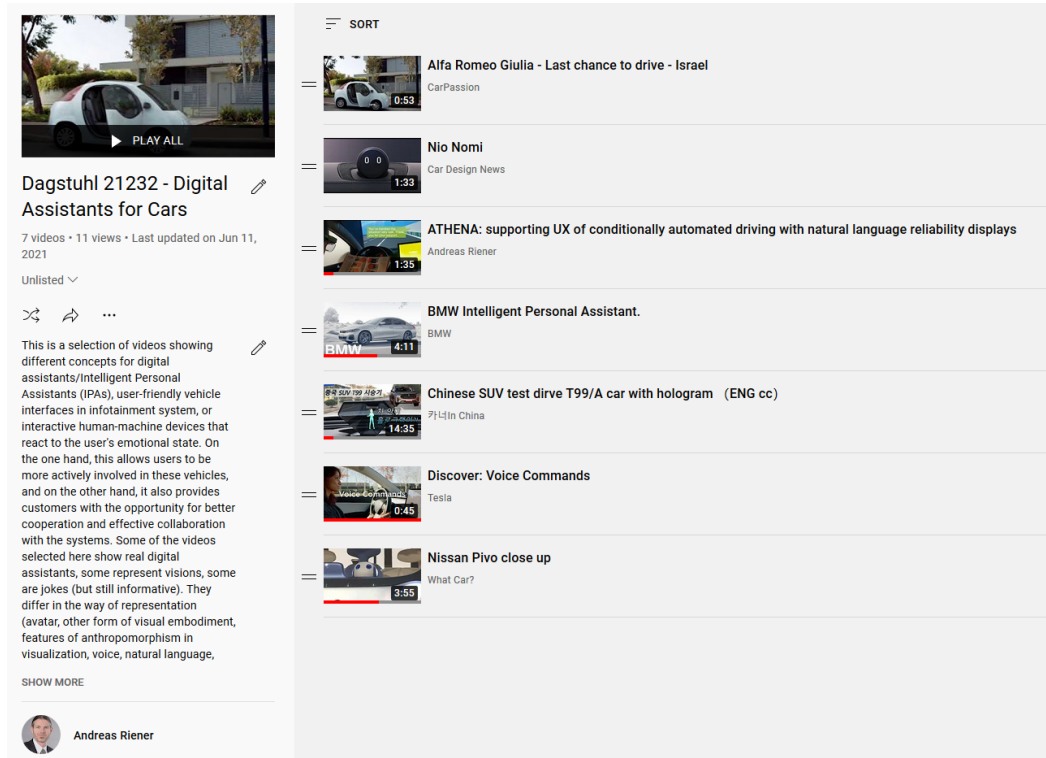 PLAY ALL
Dagstuhl 21232 - Digital
Assistants for Cars
7 videos • 11 views • Last updated on Jun 11,
2021
Unlisted
This is a selection of videos showing
different concepts for digital
assistants/Intelligent Personal
Assistants (IPAs), user-friendly vehicle
interfaces in infotainment system, or
interactive human-machine devices that
react to the user's emotional state. On
the one hand, this allows users to be
more actively involved in these vehicles,
and on the other hand, it also provides
customers with the opportunity for better
cooperation and effective collaboration
with the systems. Some of the videos
selected here show real digital
assistants, some represent visions, some
are jokes (but still informative). They
differ in the way of representation
(avatar, other form of visual embodiment,
features of anthropomorphism in
visualization, voice, natural language,
SHOW MORE
Andreas Riener
SORT
0:53
Alfa Romeo Giulia - Last chance to drive - Israel
CarPassion
1:33
Nio Nomi
Car Design News
1:35
ATHENA: supporting UX of conditionally automated driving with natural language reliability displays
Andreas Riener
BMW
4:11
BMW Intelligent Personal Assistant.
BMW
중국 SUV T99 시승기
14:35
Chinese SUV test dirve T99/A car with hologram （ENG cc）
카너In China
Voice Commands
0:45
Discover: Voice Commands
Tesla
3:55
Nissan Pivo close up
What Car?